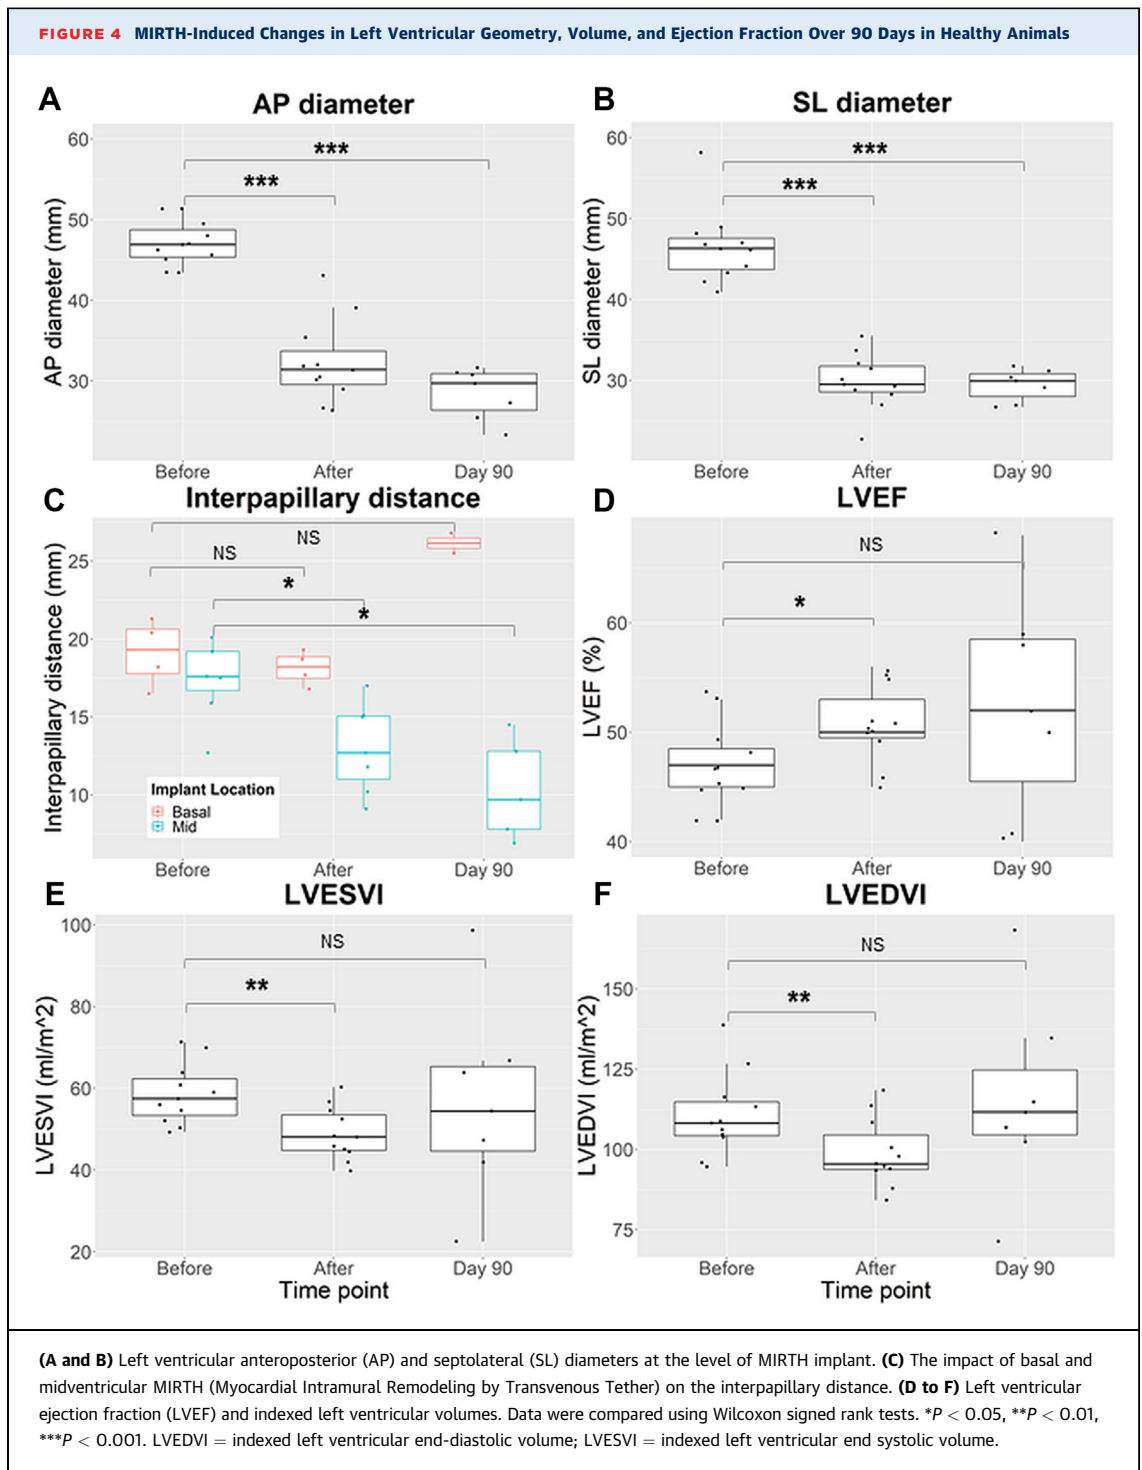 FIGURE 4 MIRTH-Induced Changes in Left Ventricular Geometry, Volume, and Ejection Fraction Over 90 Days in Healthy Animals
A
AP diameter
AP diameter (mm)
60
50
40
30
***
***
Before After Day 90
B
SL diameter
SL diameter (mm)
60
50
40
30
***
***
Before After Day 90
C
Interpapillary distance
Interpapillary distance (mm)
25
20
15
10
NS
NS
*
*
Implant Location
Basal
Mid
Before After Day 90
D
LVEF
LVEF (%)
60
50
40
NS
*
Before After Day 90
E
LVESVI
LVESVI (ml/m^2)
100
80
60
40
20
NS
**
Before After Day 90
Time point
F
LVEDVI
LVEDVI (ml/m^2)
150
125
100
75
NS
**
Before After Day 90
Time point
(A and B) Left ventricular anteroposterior (AP) and septolateral (SL) diameters at the level of MIRTH implant. (C) The impact of basal and
midventricular MIRTH (Myocardial Intramural Remodeling by Transvenous Tether) on the interpapillary distance. (D to F) Left ventricular
ejection fraction (LVEF) and indexed left ventricular volumes. Data were compared using Wilcoxon signed rank tests. *P < 0.05, **P < 0.01,
***P < 0.001. LVEDVI = indexed left ventricular end-diastolic volume; LVESVI = indexed left ventricular end systolic volume.